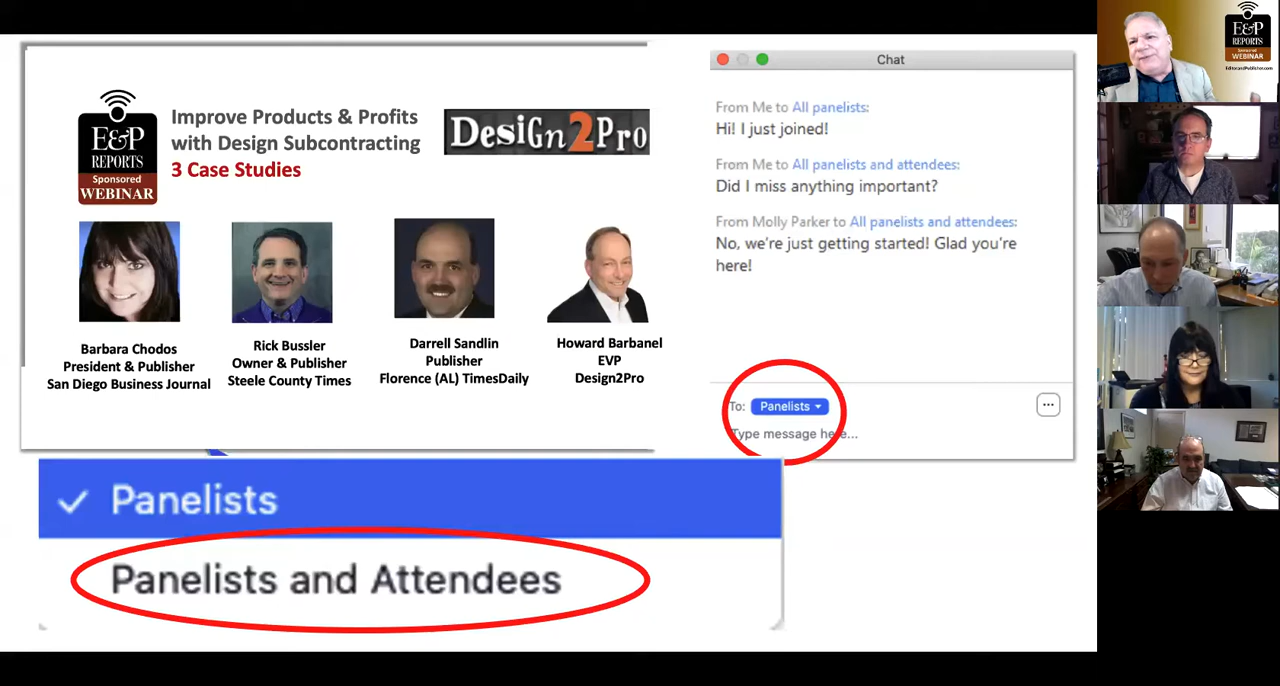 E&P
REPORTS
Sponsored
WEBINAR
Improve Products & Profits
with Design Subcontracting
3 Case Studies
DesiGn2Pro
Barbara Chodos
President & Publisher
San Diego Business Journal
Rick Bussler
Owner & Publisher
Steele County Times
Darrell Sandlin
Publisher
Florence (AL) TimesDaily
Howard Barbanel
EVP
Design2Pro
Chat
From Me to All panelists:
Hi! I just joined!
From Me to All panelists and attendees:
Did I miss anything important?
From Molly Parker to All panelists and attendees:
No, we're just getting started! Glad you're
here!
To: Panelists
Type message here...
Panelists
Panelists and Attendees
E&P
REPORTS
Sponsored
WEBINAR
EditorandPublisher.com